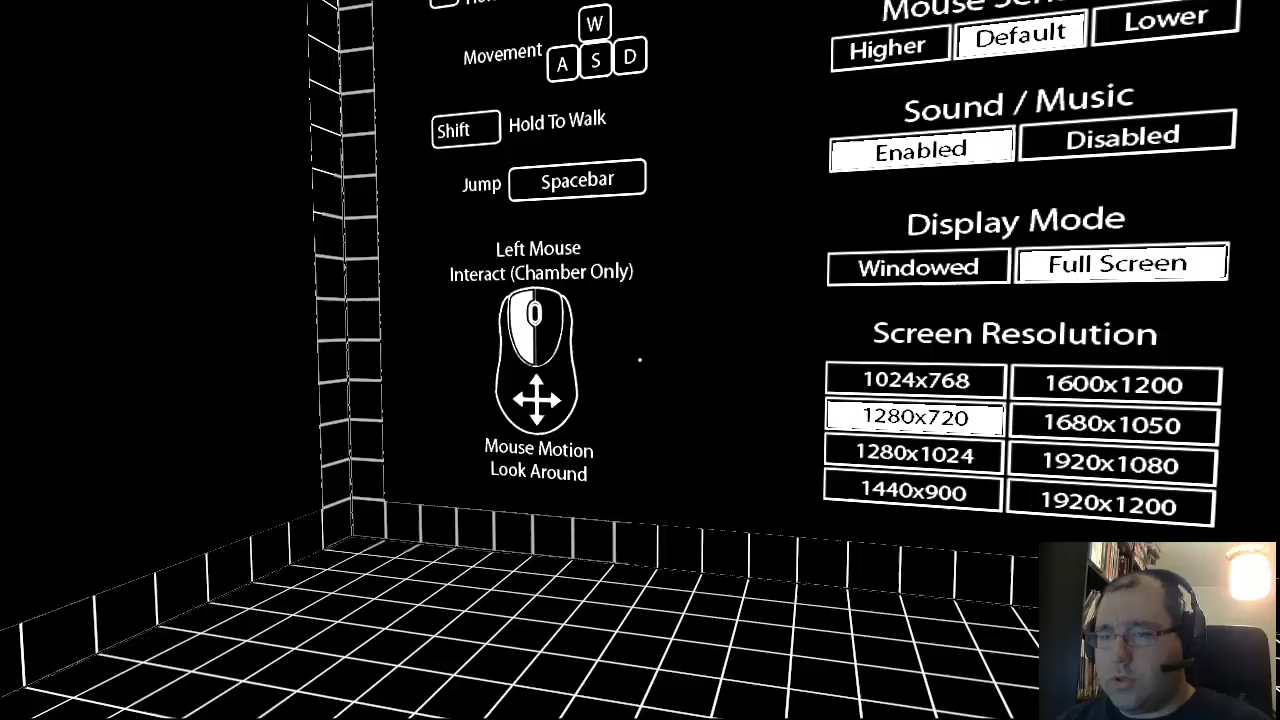 W
Movement
A S D
Shift Hold To Walk
Jump Spacebar
Left Mouse
Interact (Chamber Only)
Mouse Motion
Look Around
Mouse
Higher Default Lower
Sound / Music
Enabled Disabled
Display Mode
Windowed Full Screen
Screen Resolution
1024x768 1600x1200
1280x720 1680x1050
1280x1024 1920x1080
1440x900 1920x1200